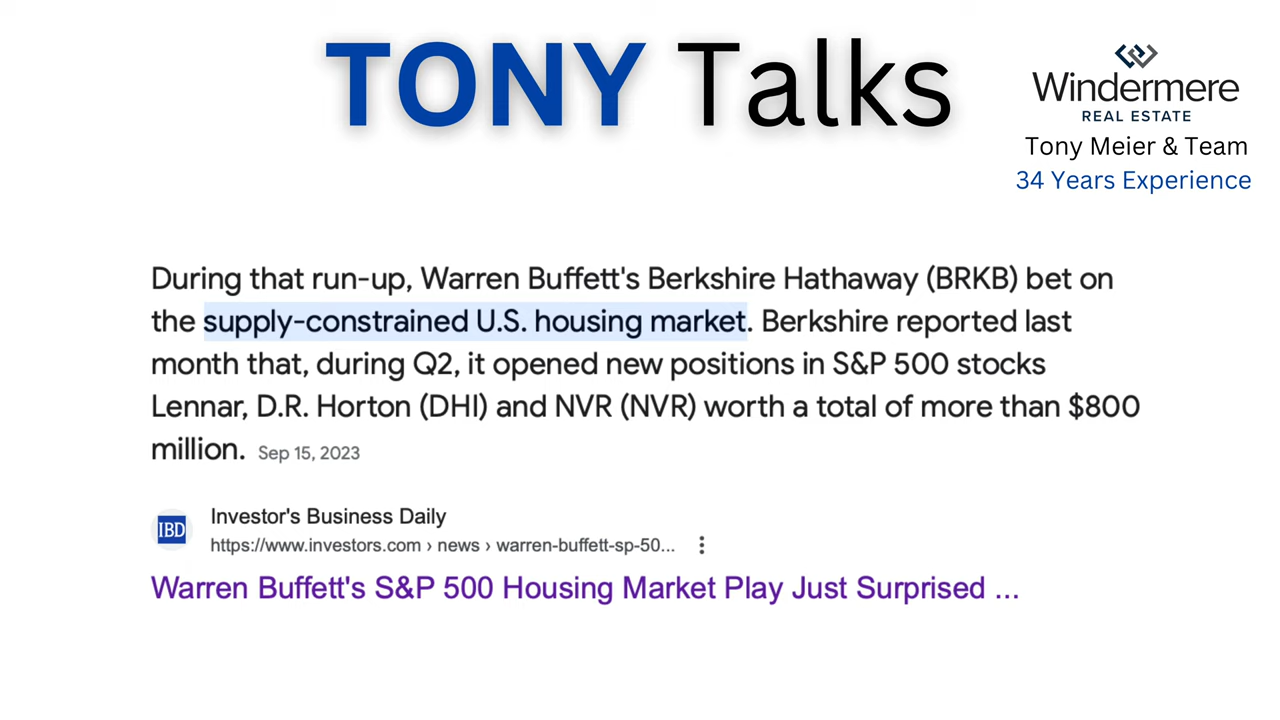 TONY Talks
Windermere
REAL ESTATE
Tony Meier & Team
34 Years Experience
During that run-up, Warren Buffett's Berkshire Hathaway (BRKB) bet on
the supply-constrained U.S. housing market. Berkshire reported last
month that, during Q2, it opened new positions in S&P 500 stocks
Lennar, D.R. Horton (DHI) and NVR (NVR) worth a total of more than $800
million. Sep 15, 2023
IBD
Investor's Business Daily
https://www.investors.com › news › warren-buffett-sp-50...
Warren Buffett's S&P 500 Housing Market Play Just Surprised ...